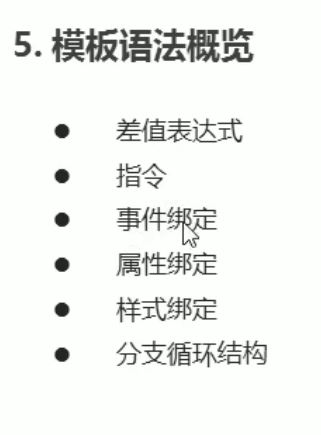 5. 模板语法概览
● 差值表达式
● 指令
● 事件绑定
● 属性绑定
● 样式绑定
● 分支循环结构